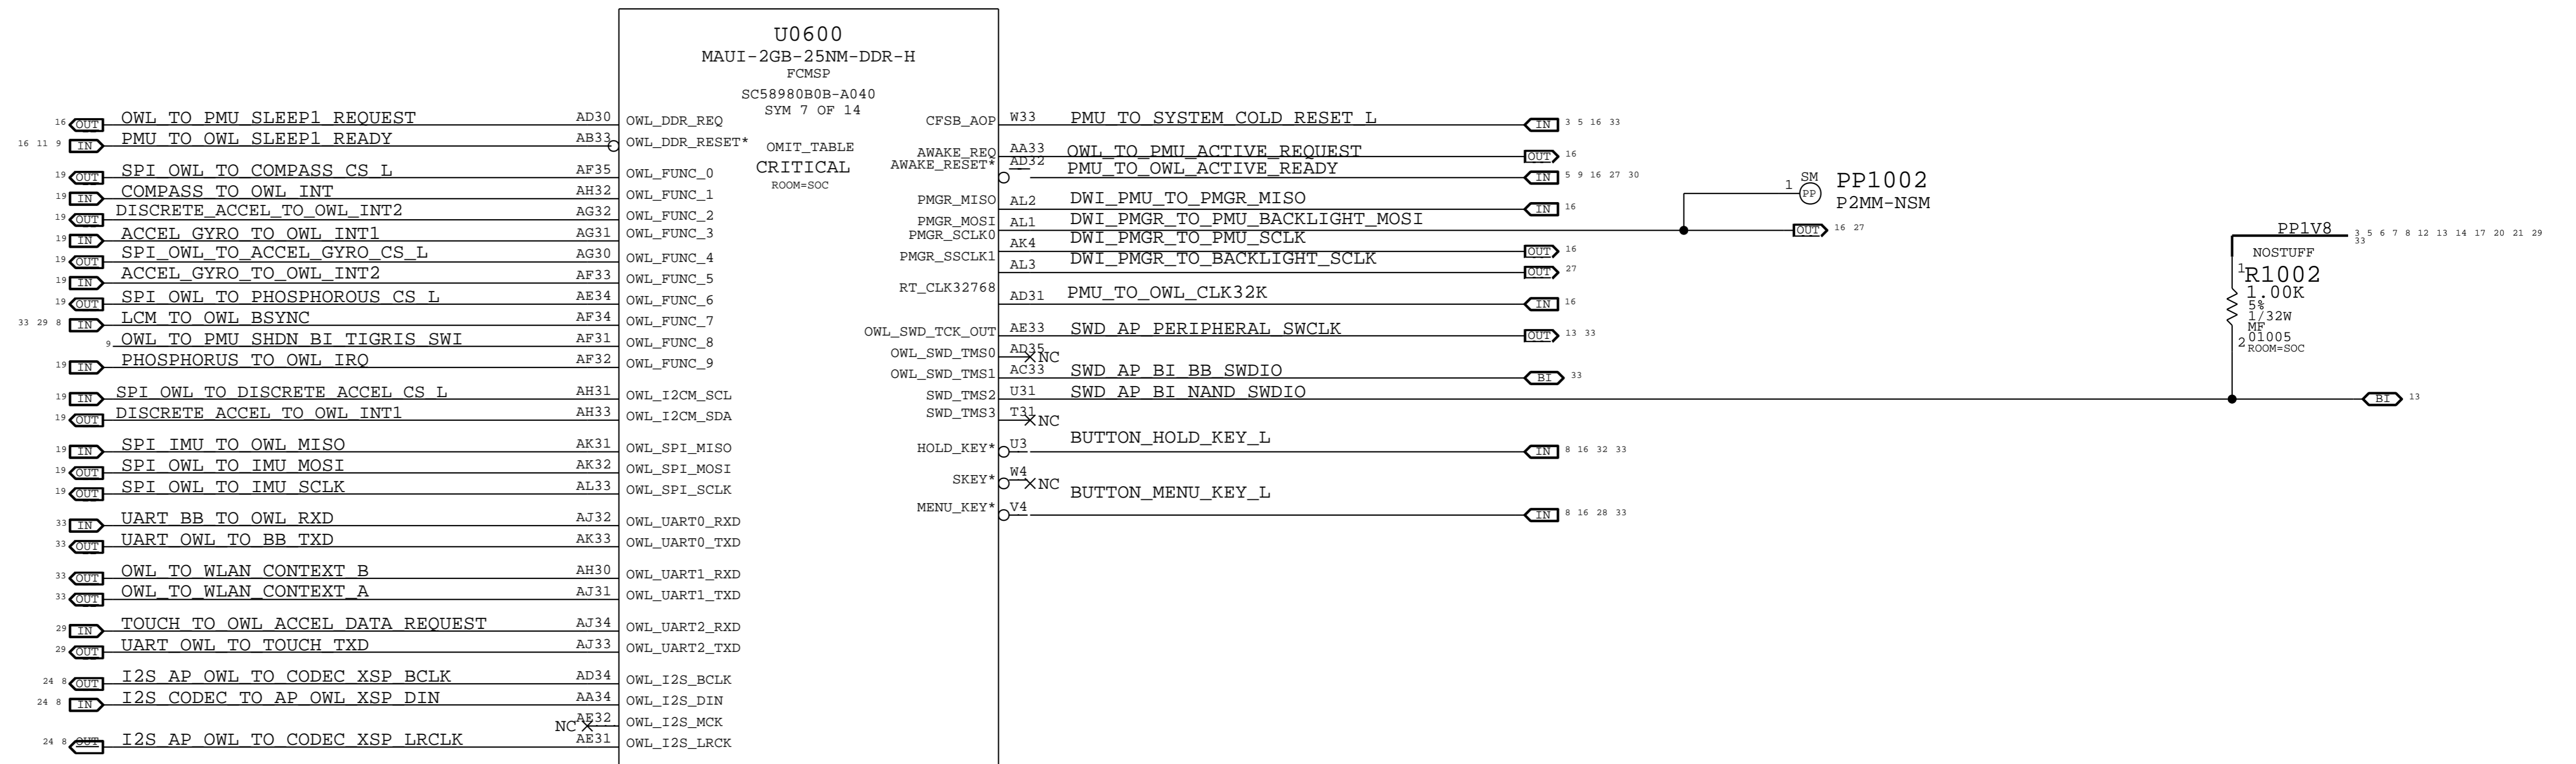 U0600
MAUI-2GB-25NM-DDR-H
FCMSP
SC58980B0B-A040
SYM 7 OF 14
OMIT_TABLE
CRITICAL
ROOM=SOC
16 OUT OWL_TO_PMU_SLEEP1_REQUEST AD30 OWL_DDR_REQ
16 11 9 IN PMU_TO_OWL_SLEEP1_READY AB33 OWL_DDR_RESET*
19 OUT SPI_OWL_TO_COMPASS_CS_L AF35 OWL_FUNC_0
19 IN COMPASS_TO_OWL_INT AH32 OWL_FUNC_1
19 OUT DISCRETE_ACCEL_TO_OWL_INT2 AG32 OWL_FUNC_2
19 IN ACCEL_GYRO_TO_OWL_INT1 AG31 OWL_FUNC_3
19 OUT SPI_OWL_TO_ACCEL_GYRO_CS_L AG30 OWL_FUNC_4
19 IN ACCEL_GYRO_TO_OWL_INT2 AF33 OWL_FUNC_5
19 OUT SPI_OWL_TO_PHOSPHOROUS_CS_L AE34 OWL_FUNC_6
33 29 8 IN LCM_TO_OWL_BSYNC AF34 OWL_FUNC_7
9 OWL_TO_PMU_SHDN_BI_TIGRIS_SWI AF31 OWL_FUNC_8
19 IN PHOSPHORUS_TO_OWL_IRQ AF32 OWL_FUNC_9
19 IN SPI_OWL_TO_DISCRETE_ACCEL_CS_L AH31 OWL_I2CM_SCL
19 OUT DISCRETE_ACCEL_TO_OWL_INT1 AH33 OWL_I2CM_SDA
19 IN SPI_IMU_TO_OWL_MISO AK31 OWL_SPI_MISO
19 OUT SPI_OWL_TO_IMU_MOSI AK32 OWL_SPI_MOSI
19 OUT SPI_OWL_TO_IMU_SCLK AL33 OWL_SPI_SCLK
33 IN UART_BB_TO_OWL_RXD AJ32 OWL_UART0_RXD
33 OUT UART_OWL_TO_BB_TXD AK33 OWL_UART0_TXD
33 OUT OWL_TO_WLAN_CONTEXT_B AH30 OWL_UART1_RXD
33 OUT OWL_TO_WLAN_CONTEXT_A AJ31 OWL_UART1_TXD
29 IN TOUCH_TO_OWL_ACCEL_DATA_REQUEST AJ34 OWL_UART2_RXD
29 OUT UART_OWL_TO_TOUCH_TXD AJ33 OWL_UART2_TXD
24 8 OUT I2S_AP_OWL_TO_CODEC_XSP_BCLK AD34 OWL_I2S_BCLK
24 8 IN I2S_CODEC_TO_AP_OWL_XSP_DIN AA34 OWL_I2S_DIN
NC AE32 OWL_I2S_MCK
24 8 OUT I2S_AP_OWL_TO_CODEC_XSP_LRCLK AE31 OWL_I2S_LRCK
CFSB_AOP W33 PMU_TO_SYSTEM_COLD_RESET_L IN 3 5 16 33
AWAKE_REQ AA33 OWL_TO_PMU_ACTIVE_REQUEST OUT 16
AWAKE_RESET* AD32 PMU_TO_OWL_ACTIVE_READY IN 5 9 16 27 30
PMGR_MISO AL2 DWI_PMU_TO_PMGR_MISO IN 16
PMGR_MOSI AL1 DWI_PMGR_TO_PMU_BACKLIGHT_MOSI OUT 16 27
PMGR_SCLK0 AK4 DWI_PMGR_TO_PMU_SCLK OUT 16
PMGR_SSCLK1 AL3 DWI_PMGR_TO_BACKLIGHT_SCLK OUT 27
RT_CLK32768 AD31 PMU_TO_OWL_CLK32K IN 16
OWL_SWD_TCK_OUT AE33 SWD_AP_PERIPHERAL_SWCLK OUT 13 33
OWL_SWD_TMS0 AD35 NC
OWL_SWD_TMS1 AC33 SWD_AP_BI_BB_SWDIO BI 33
SWD_TMS2 U31 SWD_AP_BI_NAND_SWDIO BI 13
SWD_TMS3 T31 NC
HOLD_KEY* U3 BUTTON_HOLD_KEY_L IN 8 16 32 33
SKEY* W4 NC
MENU_KEY* V4 BUTTON_MENU_KEY_L IN 8 16 28 33
1 SM PP PP1002
P2MM-NSM
PP1V8 3 5 6 7 8 12 13 14 17 20 21 29
33
NOSTUFF
1 R1002
1.00K
5%
1/32W
MF
2 01005
ROOM=SOC